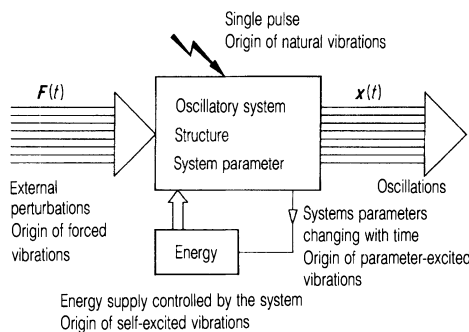 Single pulse
Origin of natural vibrations
F(t)
x(t)
Oscillatory system
Structure
System parameter
External
perturbations
Origin of forced
vibrations
Oscillations
Systems parameters
changing with time
Origin of parameter-excited
vibrations
Energy
Energy supply controlled by the system
Origin of self-excited vibrations